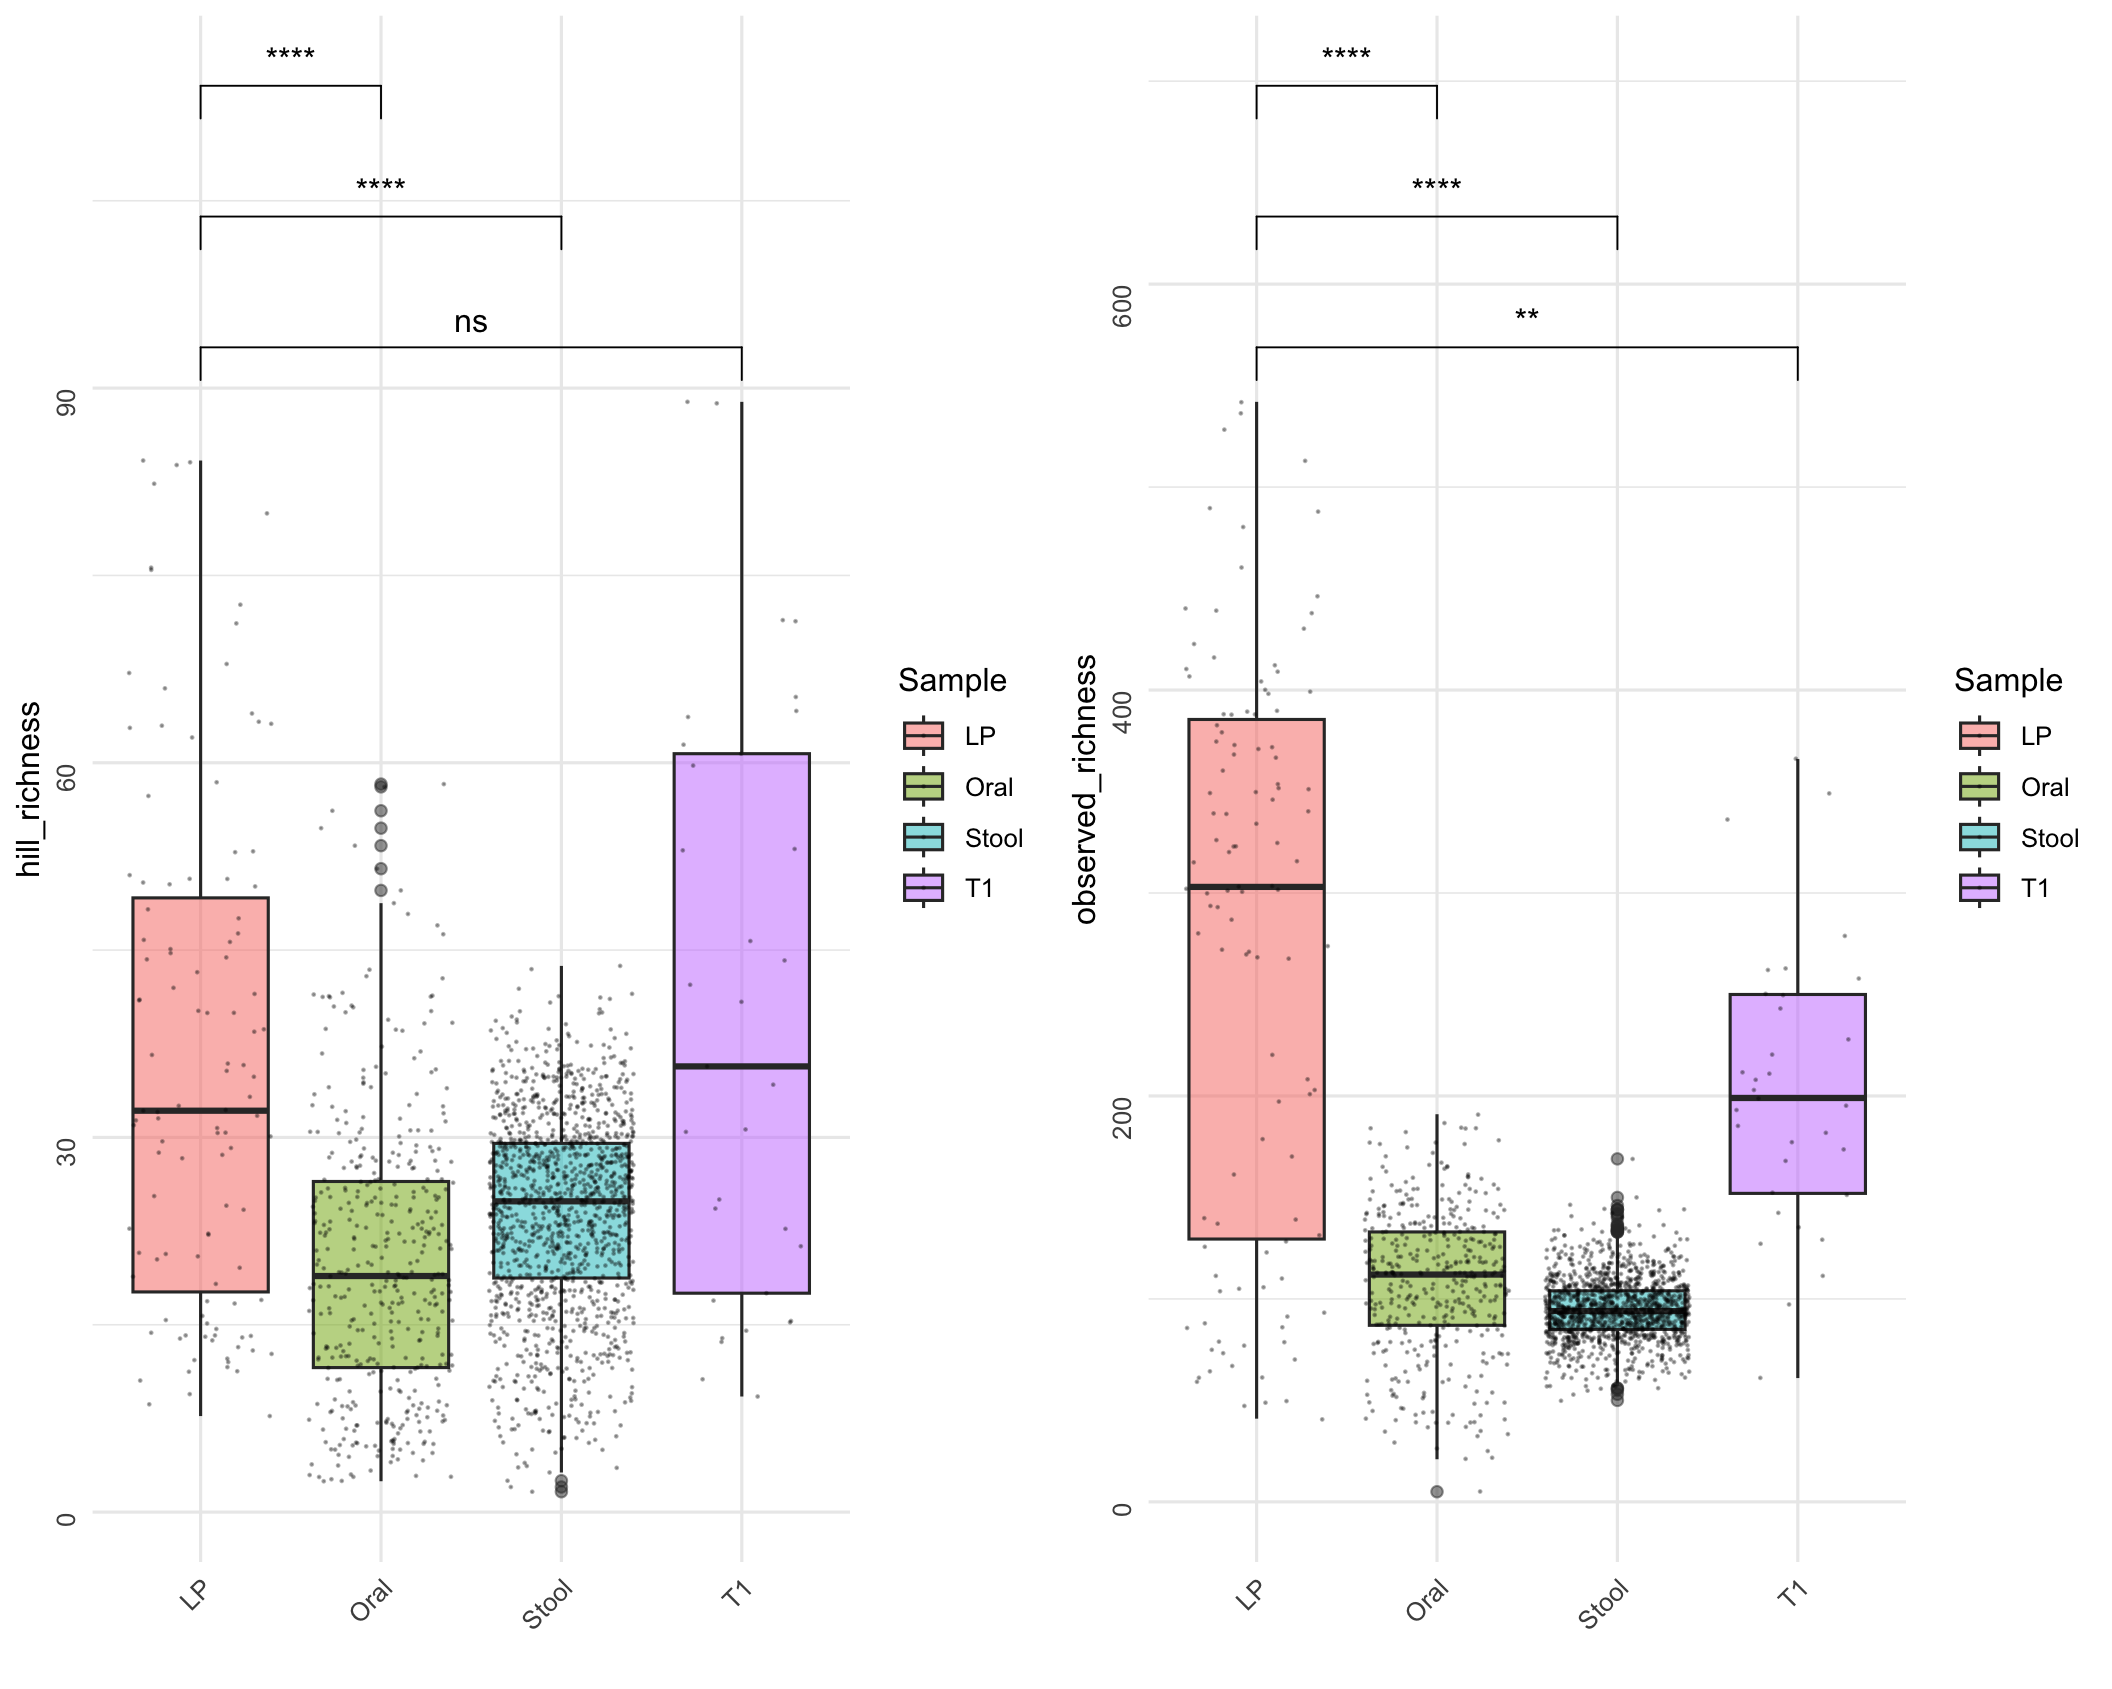 ****
****
ns
hill_richness
90
60
30
0
LP
Oral
Stool
T1
Sample
LP
Oral
Stool
T1
****
****
**
observed_richness
600
400
200
0
LP
Oral
Stool
T1
Sample
LP
Oral
Stool
T1